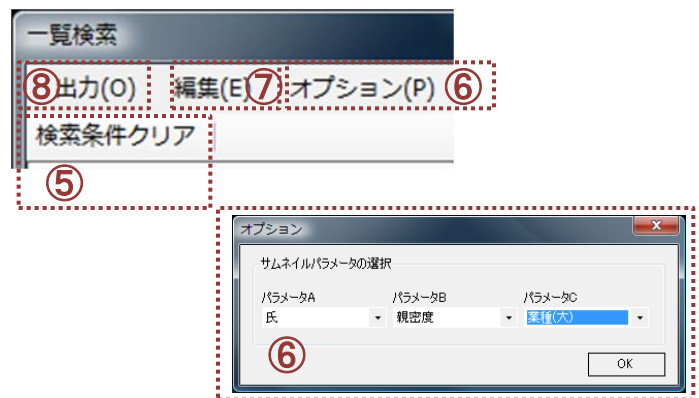 一覧検索
⑧出力(O) 編集(E)⑦ オプション(P) ⑥
検索条件クリア
⑤
オプション
サムネイルパラメータの選択
パラメータA パラメータB パラメータC
氏 親密度 業種(大)
⑥
OK